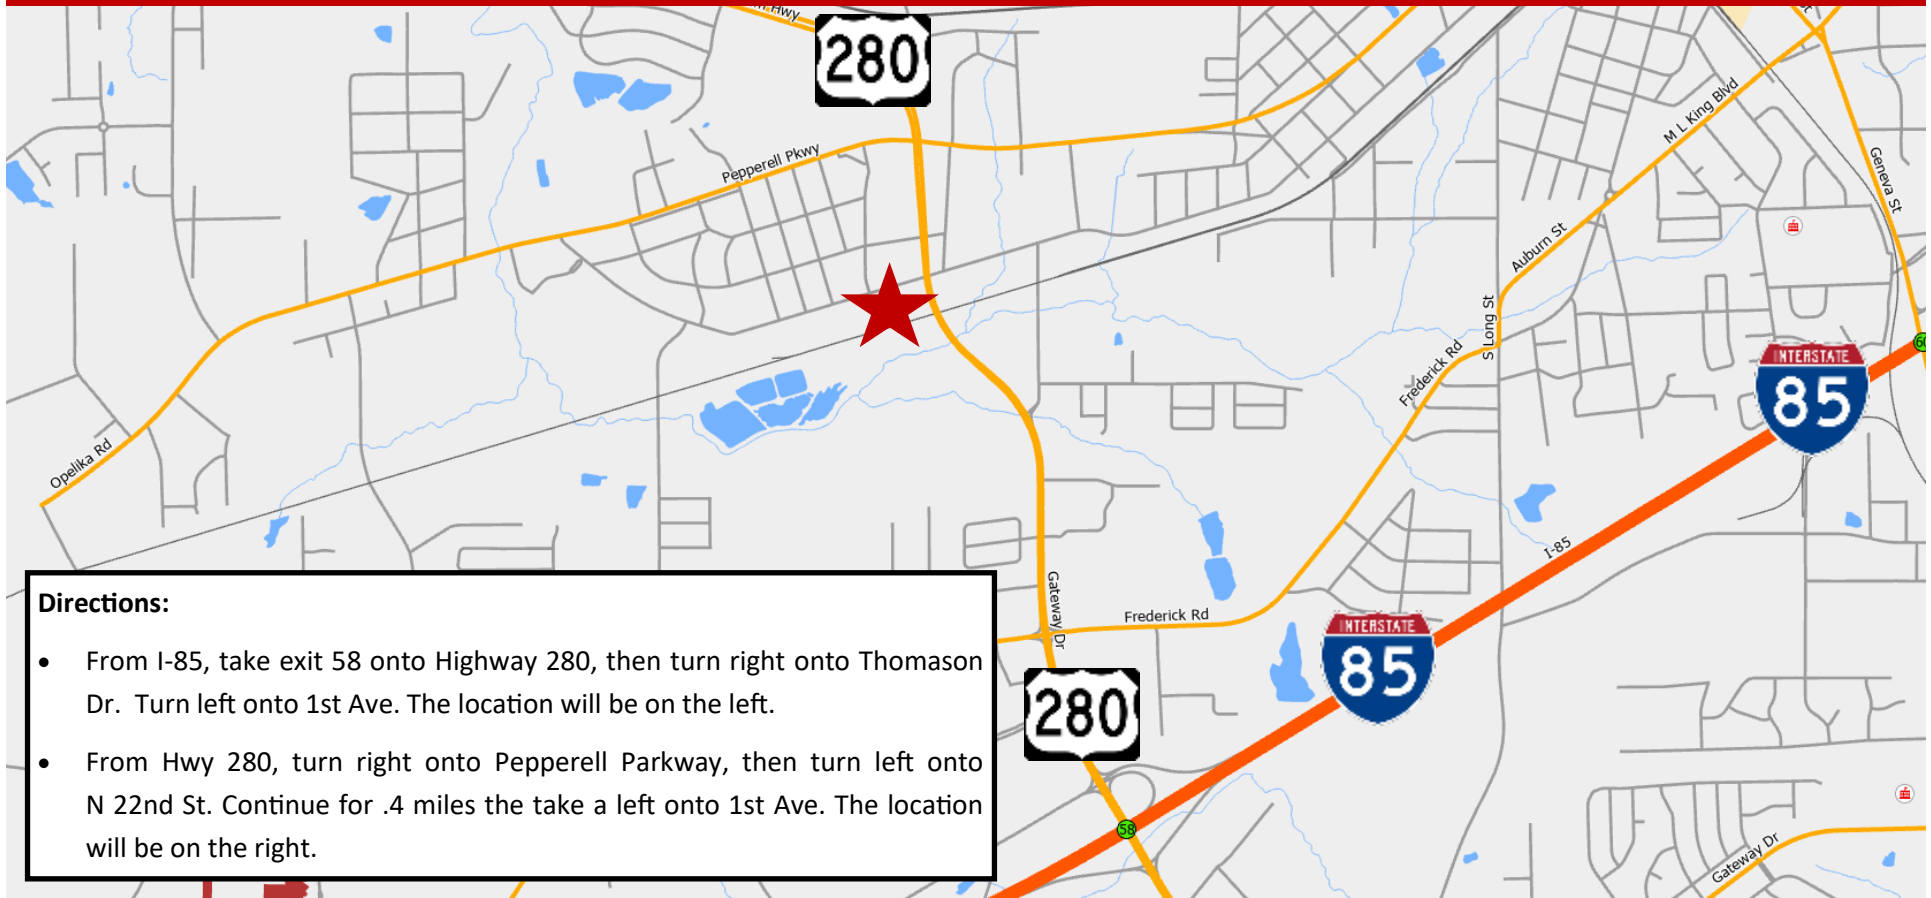 Hwy
280
Pepperell Pkwy
M L King Blvd
Geneva St
Auburn St
S Long St
Frederick Rd
INTERSTATE
85
60
Opelika Rd
I-85
Gateway Dr
Frederick Rd
INTERSTATE
85
280
58
Gateway Dr
Directions:
• From I-85, take exit 58 onto Highway 280, then turn right onto Thomason
Dr. Turn left onto 1st Ave. The location will be on the left.
• From Hwy 280, turn right onto Pepperell Parkway, then turn left onto
N 22nd St. Continue for .4 miles the take a left onto 1st Ave. The location
will be on the right.